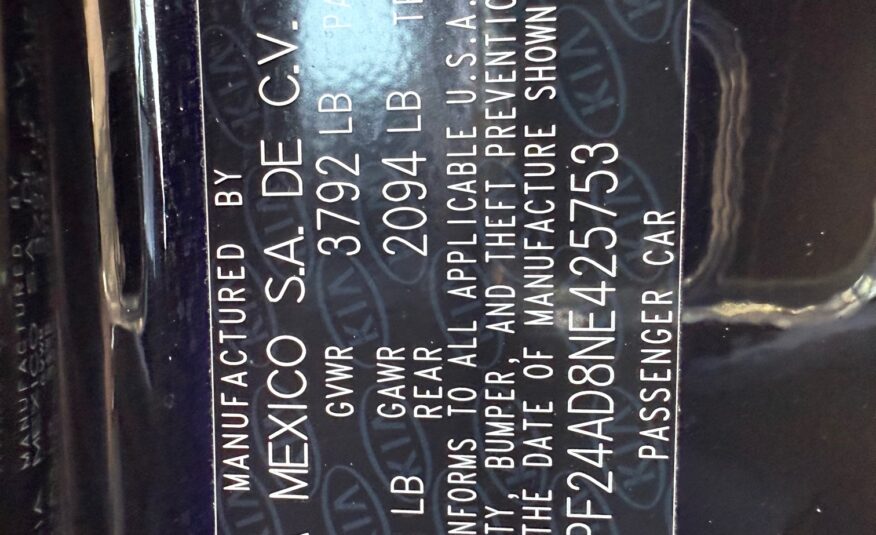 MANUFACTURED BY
MEXICO S.A. DE C.V.
GVWR 3792 LB
LB GAWR 2094 LB
REAR
NFORMS TO ALL APPLICABLE U.S.A.
TY, BUMPER, AND THEFT PREVENTIO
THE DATE OF MANUFACTURE SHOWN
PF24AD8NE425753
PASSENGER CAR